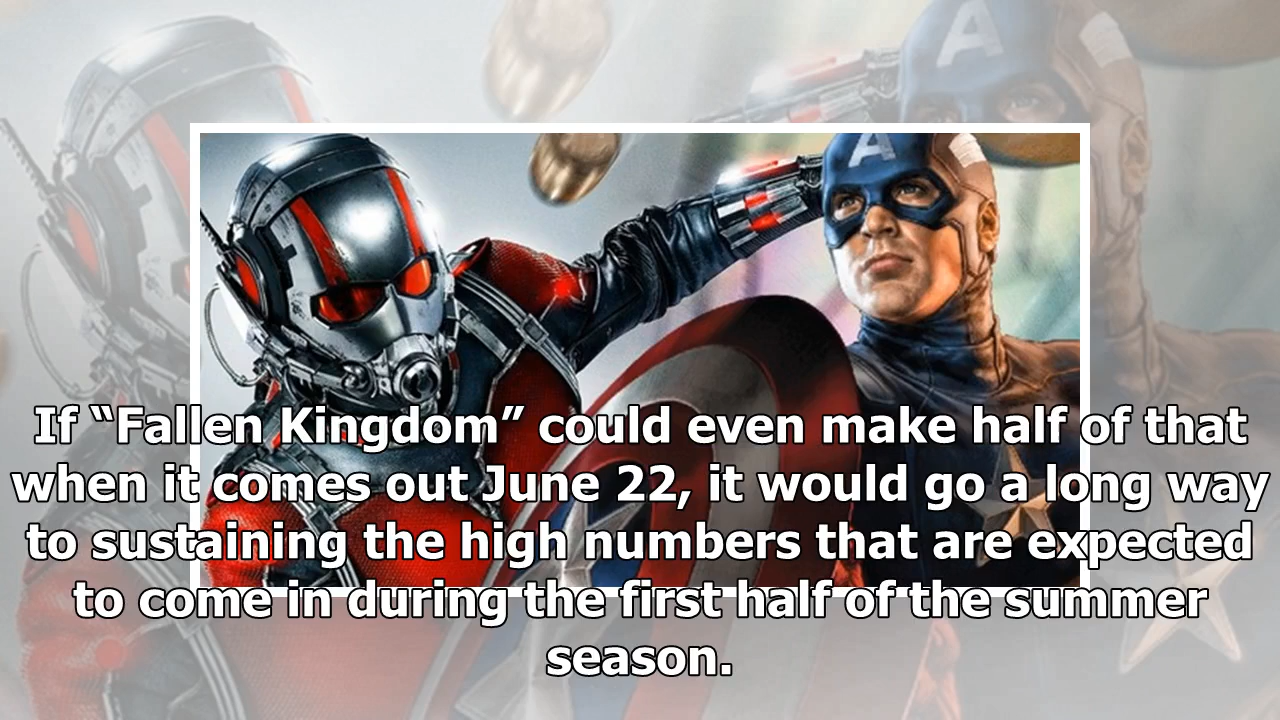 If “Fallen Kingdom” could even make half of that
when it comes out June 22, it would go a long way
to sustaining the high numbers that are expected
to come in during the first half of the summer
season.